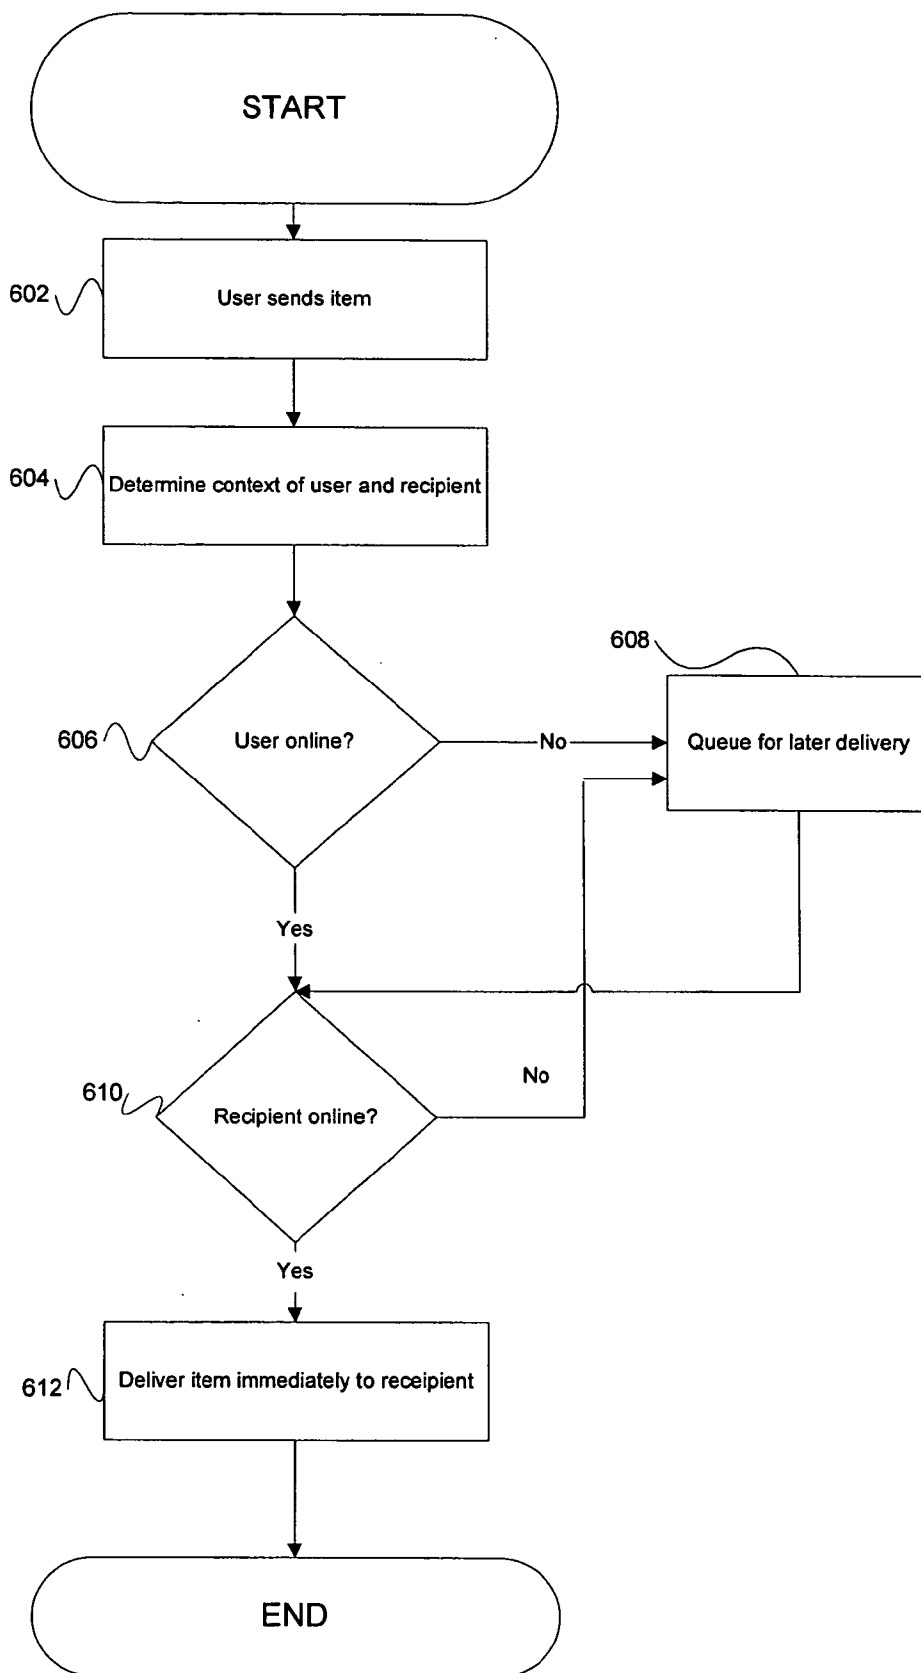 START
602
User sends item
604
Determine context of user and recipient
608
606
User online?
No
Queue for later delivery
Yes
No
610
Recipient online?
Yes
612
Deliver item immediately to receipient
END